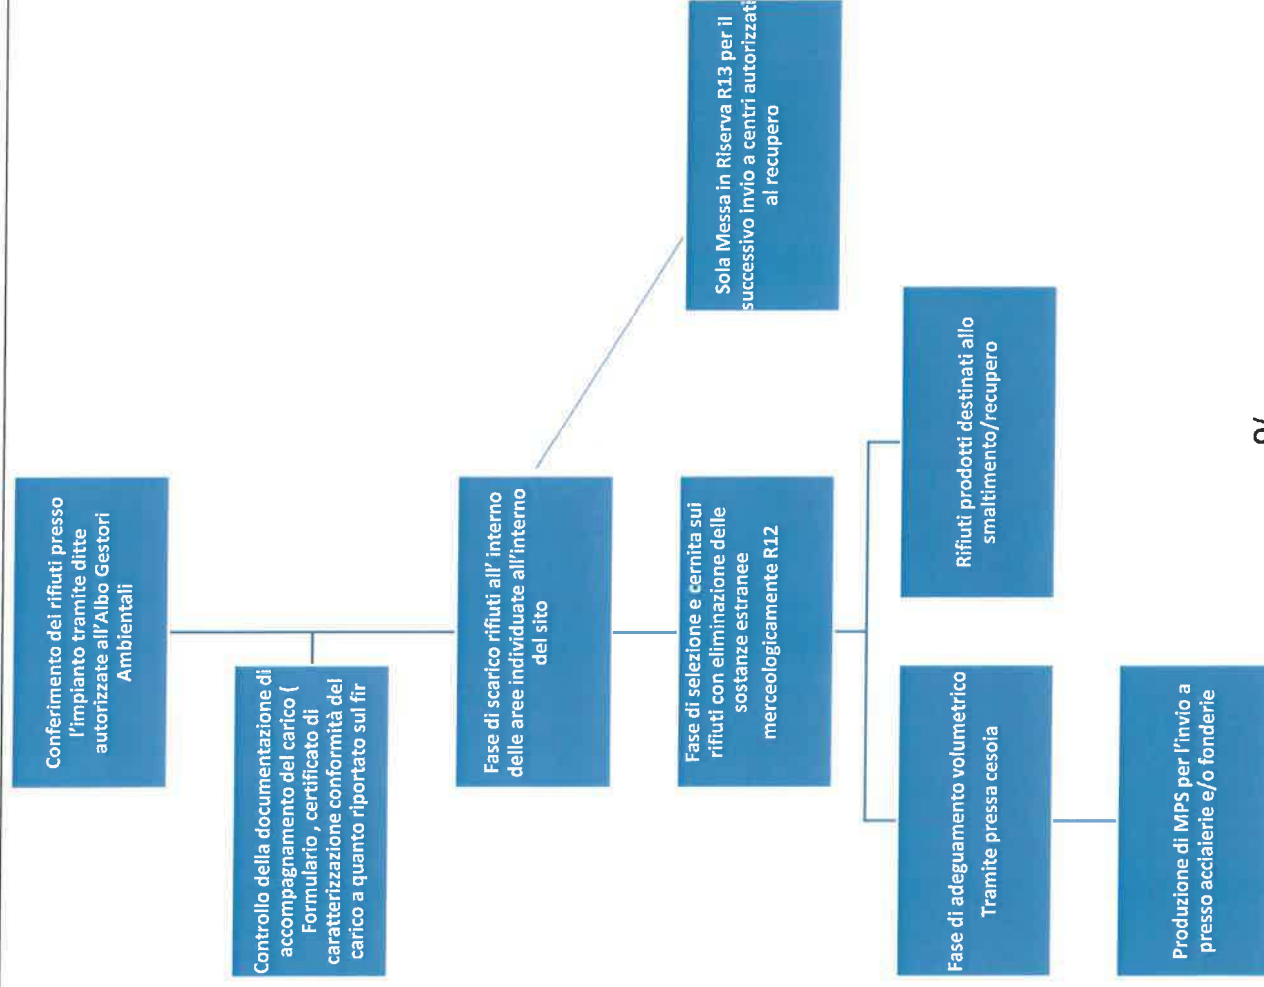 Conferimento dei rifiuti presso
l'impianto tramite ditte
autorizzate all'Albo Gestori
Ambientali
Controllo della documentazione di
accompagnamento del carico (
Formulario , certificato di
caratterizzazione conformità del
carico a quanto riportato sul fir
Fase di scarico rifiuti all' interno
delle aree individuate all'interno
del sito
Sola Messa in Riserva R13 per il
successivo invio a centri autorizzati
al recupero
Fase di selezione e cernita sui
rifiuti con eliminazione delle
sostanze estranee
merceologicamente R12
Fase di adeguamento volumetrico
Tramite pressa cesoia
Rifiuti prodotti destinati allo
smaltimento/recupero
Produzione di MPS per l'invio a
presso acciaierie e/o fonderie